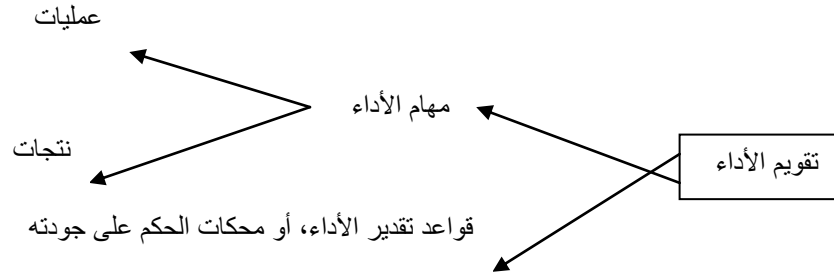 عمليات
مهام الأداء
نتجات
تقويم الأداء
قواعد تقدير الأداء، أو محكات الحكم على جودته